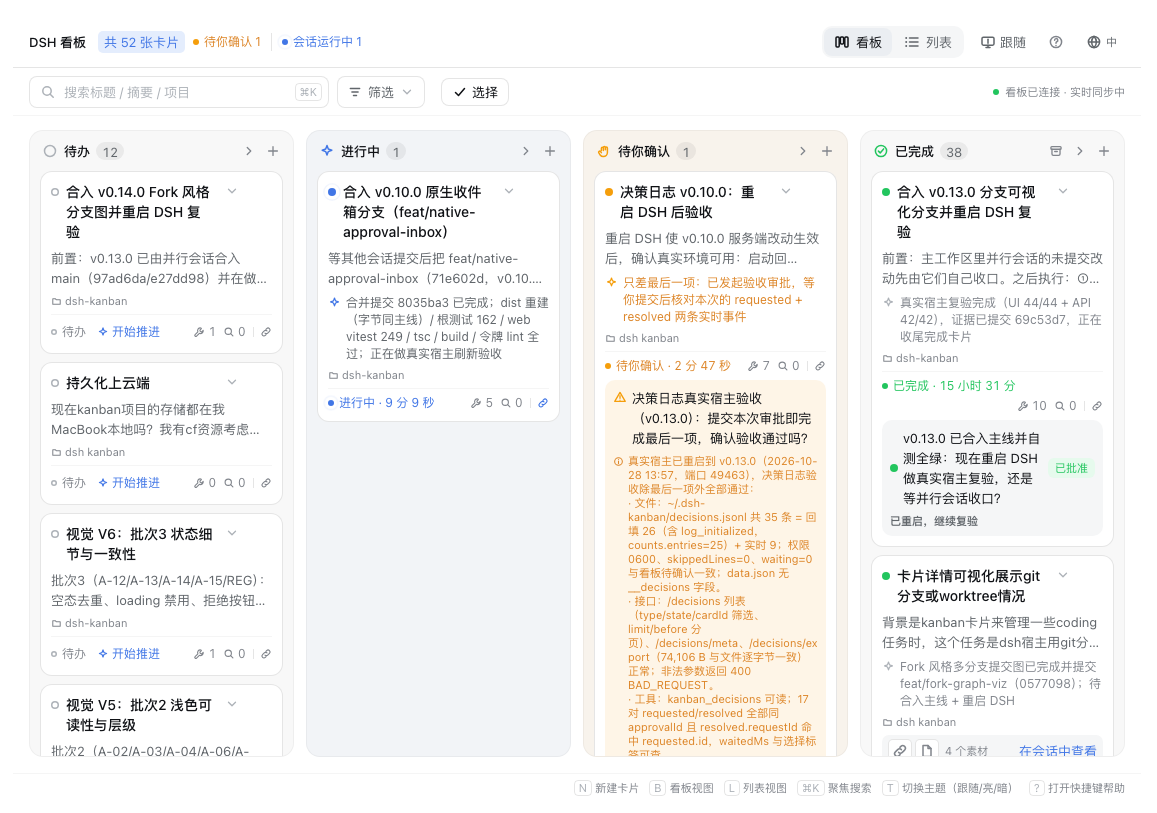 DSH 看板
共 52 张卡片
待你确认 1
会话运行中 1
看板
列表
跟随
中
搜索标题 / 摘要 / 项目
⌘K
筛选
选择
看板已连接 · 实时同步中
待办 12
合入 v0.14.0 Fork 风格
分支图并重启 DSH 复
验
前置：v0.13.0 已由并行会话合入
main（97ad6da/e27dd98）并在做…
dsh-kanban
待办 开始推进 1 0
持久化上云端
现在kanban项目的存储都在我
MacBook本地吗？我有cf资源考虑…
dsh kanban
待办 开始推进 0 0
视觉 V6：批次3 状态细
节与一致性
批次3（A-12/A-13/A-14/A-15/REG）：
空态去重、loading 禁用、拒绝按钮…
dsh-kanban
待办 开始推进 1 0
视觉 V5：批次2 浅色可
读性与层级
批次2（A-02/A-03/A-04/A-06/A-
进行中 1
合入 v0.10.0 原生收件
箱分支（feat/native-
approval-inbox）
等其他会话提交后把 feat/native-
approval-inbox（71e602d，v0.10.…
合并提交 8035ba3 已完成；dist 重建
（字节同主线）/ 根测试 162 / web
vitest 249 / tsc / build / 令牌 lint 全
过；正在做真实宿主刷新验收
dsh-kanban
进行中 · 9 分 9 秒 5 0
待你确认 1
决策日志 v0.10.0：重
启 DSH 后验收
重启 DSH 使 v0.10.0 服务端改动生效
后，确认真实环境可用：启动回…
只差最后一项：已发起验收审批，等
你提交后核对本次的 requested +
resolved 两条实时事件
dsh kanban
待你确认 · 2 分 47 秒 7 0
决策日志真实宿主验收
（v0.13.0）：提交本次审批即完
成最后一项，确认验收通过吗？
真实宿主已重启到 v0.13.0（2026-10-
28 13:57，端口 49463），决策日志验
收除最后一项外全部通过：
· 文件：~/.dsh-
kanban/decisions.jsonl 共 35 条 = 回
填 26（含 log_initialized，
counts.entries=25）+ 实时 9；权限
0600、skippedLines=0、waiting=0
与看板待确认一致；data.json 无
__decisions 字段。
· 接口：/decisions 列表
（type/state/cardId 筛选、
limit/before 分
页）、/decisions/meta、/decisions/ex
port（74,106 B 与文件逐字节一致）
正常；非法参数返回 400
BAD_REQUEST。
· 工具：kanban_decisions 可读；17
对 requested/resolved 全部同
approvalId 且 resolved.requestId 命
中 requested.id，waitedMs 与选择标
已完成 38
合入 v0.13.0 分支可视
化分支并重启 DSH 复
验
前置：主工作区里并行会话的未提交改
动先由它们自己收口。之后执行：①…
真实宿主复验完成（UI 44/44 + API
42/42），证据已提交 69c53d7，正在
收尾完成卡片
dsh-kanban
已完成 · 15 小时 31 分
10 0
v0.13.0 已合入主线并自
测全绿：现在重启 DSH
做真实宿主复验，还是
等并行会话收口？
已批准
已重启，继续复验
卡片详情可视化展示git
分支或worktree情况
背景是kanban卡片来管理一些coding
任务时，这个任务是dsh宿主用git分…
Fork 风格多分支提交图已完成并提交
feat/fork-graph-viz（0577098）；待
合入主线 + 重启 DSH
dsh kanban
4 个素材 在会话中查看
N 新建卡片 B 看板视图 L 列表视图 ⌘K 聚焦搜索 T 切换主题（跟随/亮/暗） ? 打开快捷键帮助